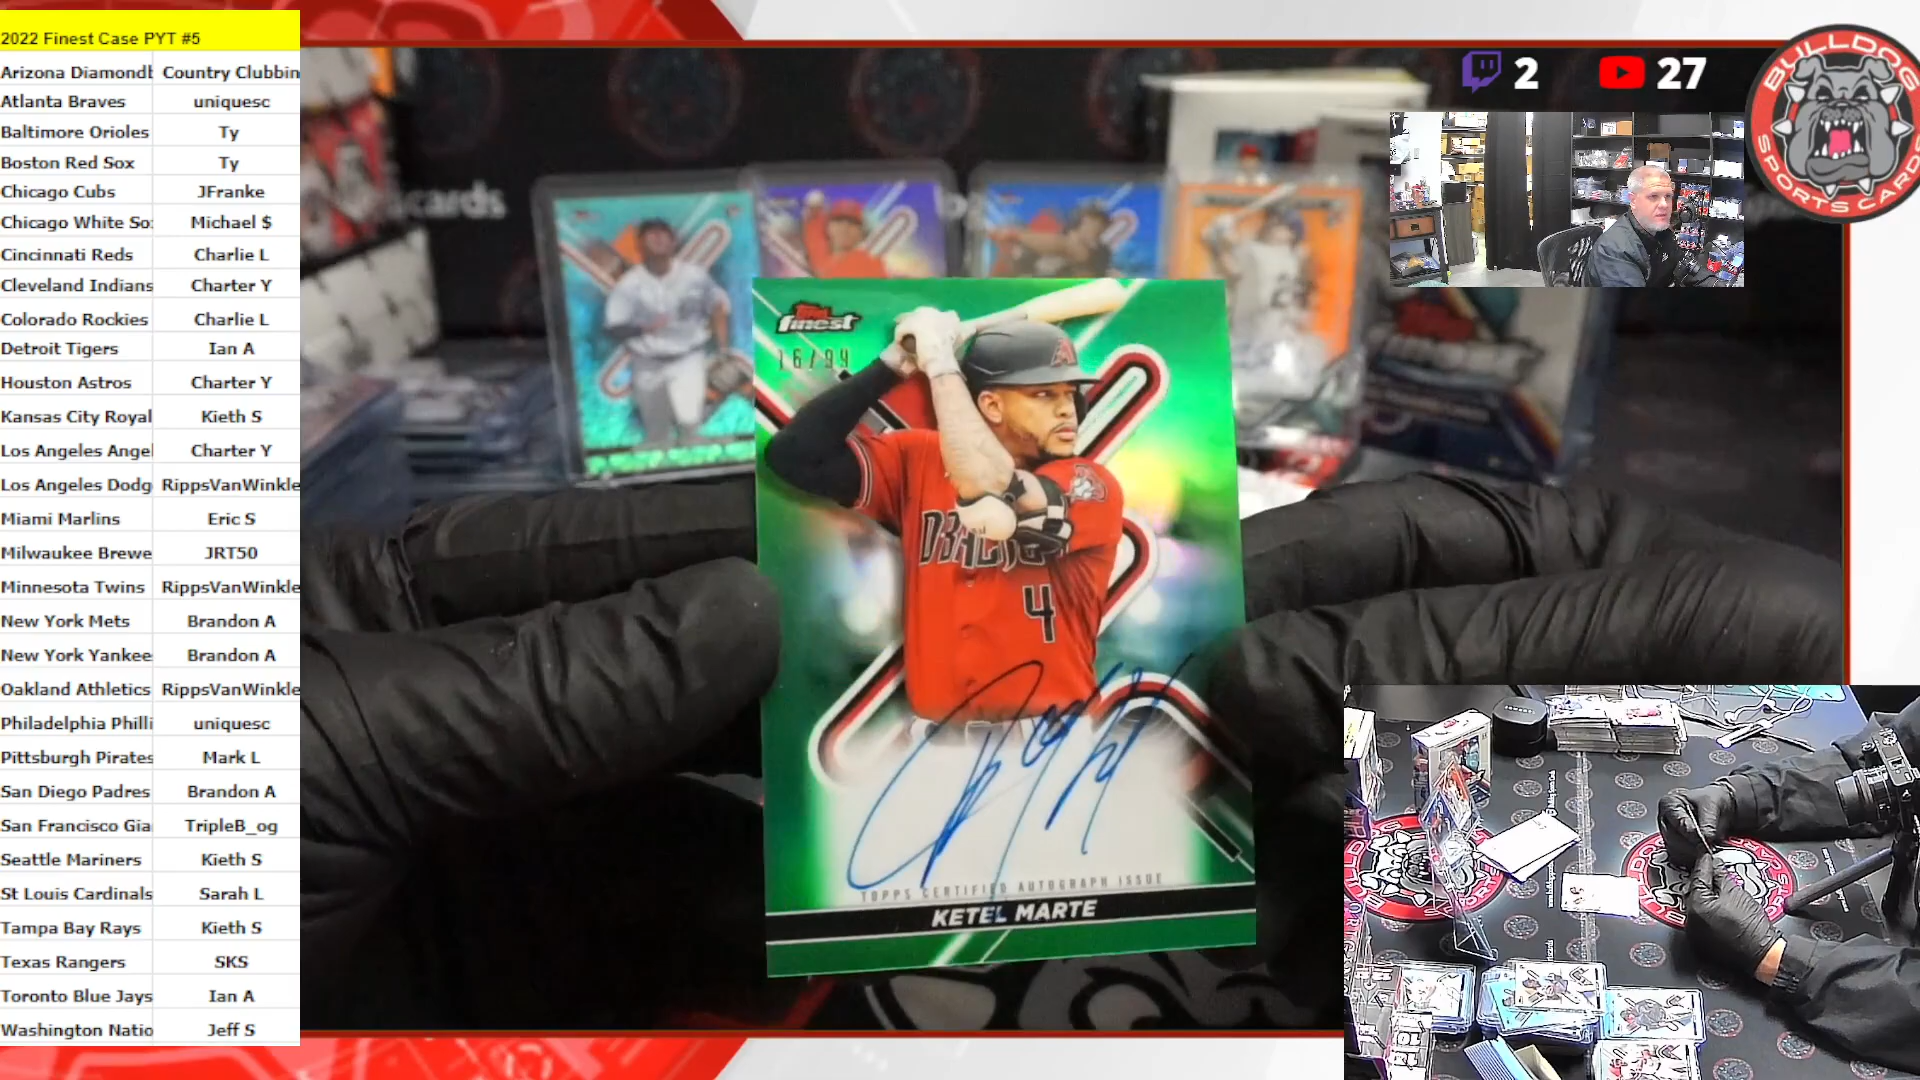 2022 Finest Case PYT #5
Arizona Diamondb Country Clubbin
Atlanta Braves uniquesc
Baltimore Orioles Ty
Boston Red Sox Ty
Chicago Cubs JFranke
Chicago White So Michael $
Cincinnati Reds Charlie L
Cleveland Indians Charter Y
Colorado Rockies Charlie L
Detroit Tigers Ian A
Houston Astros Charter Y
Kansas City Royal Kieth S
Los Angeles Angel Charter Y
Los Angeles Dodg RippsVanWinkle
Miami Marlins Eric S
Milwaukee Brewe JRT50
Minnesota Twins RippsVanWinkle
New York Mets Brandon A
New York Yankee Brandon A
Oakland Athletics RippsVanWinkle
Philadelphia Philli uniquesc
Pittsburgh Pirates Mark L
San Diego Padres Brandon A
San Francisco Gia TripleB_og
Seattle Mariners Kieth S
St Louis Cardinals Sarah L
Tampa Bay Rays Kieth S
Texas Rangers SKS
Toronto Blue Jays Ian A
Washington Natio Jeff S
2 27
BULLDOG
SPORTS CARDS
cards
Topps
finest
16/99
A
4
TOPPS CERTIFIED AUTOGRAPH ISSUE
KETEL MARTE